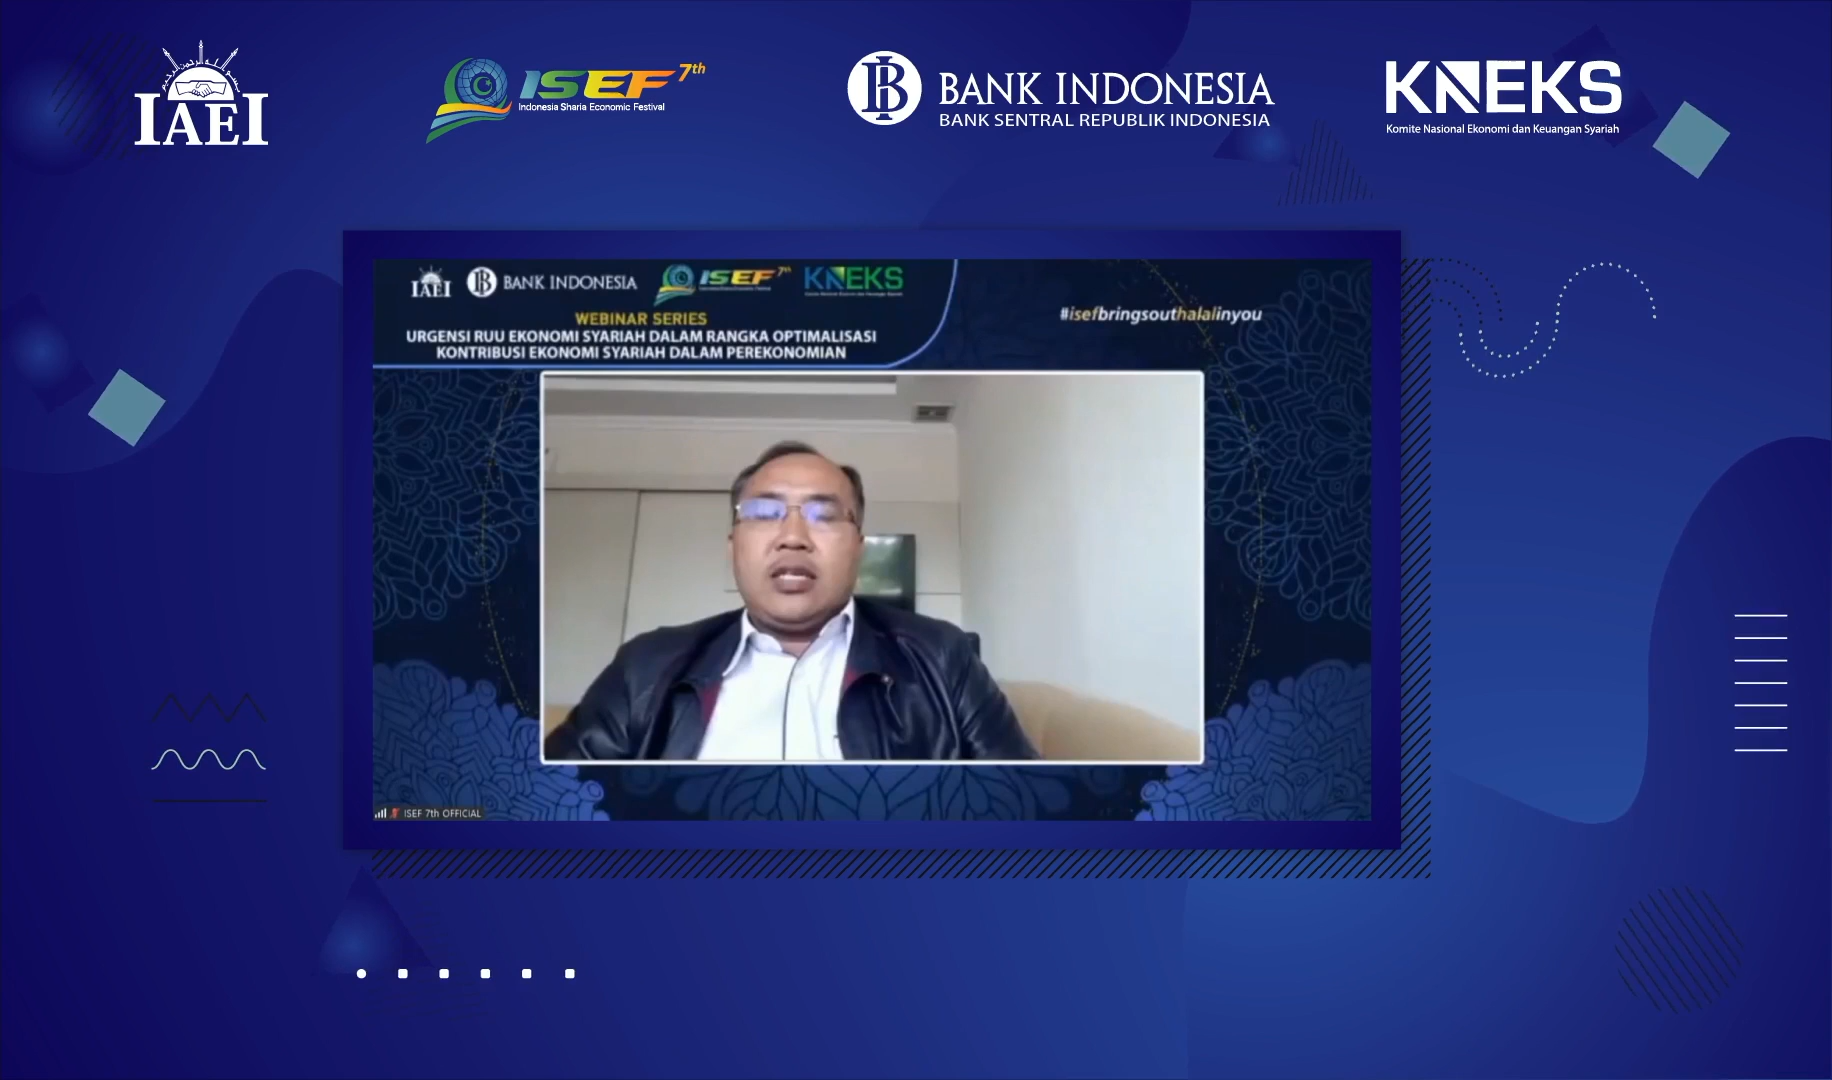 IAEI
ISEF 7th
Indonesia Sharia Economic Festival
BANK INDONESIA
BANK SENTRAL REPUBLIK INDONESIA
KNEKS
Komite Nasional Ekonomi dan Keuangan Syariah
IAEI
BANK INDONESIA
ISEF 7th
KNEKS
WEBINAR SERIES
URGENSI RUU EKONOMI SYARIAH DALAM RANGKA OPTIMALISASI
KONTRIBUSI EKONOMI SYARIAH DALAM PEREKONOMIAN
#isefbringsouthalalinyou
ISEF 7th OFFICIAL